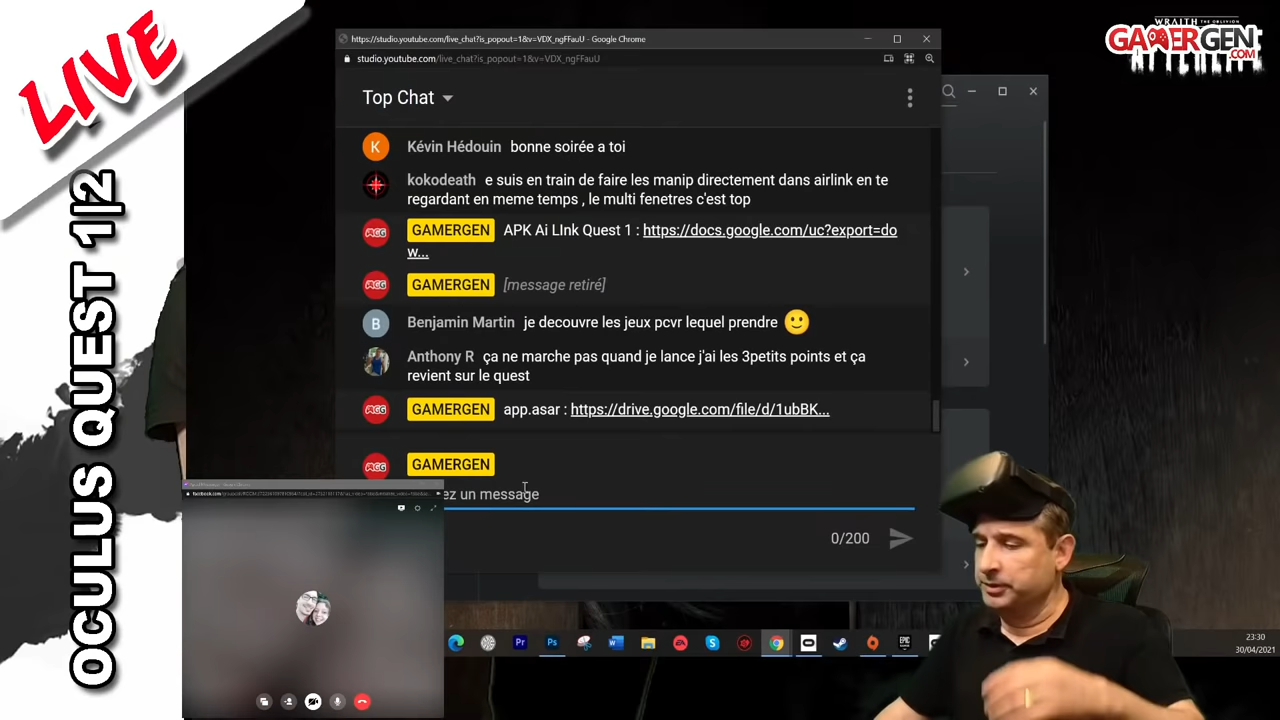 LIVE
OCULUS QUEST 1|2
WRAITH THE OBLIVION
GAMERGEN
.COM
https://studio.youtube.com/live_chat?is_popout=1&v=VDX_ngFFauU - Google Chrome
studio.youtube.com/live_chat?is_popout=1&v=VDX_ngFFauU
Top Chat
K Kévin Hédouin bonne soirée a toi
kokodeath e suis en train de faire les manip directement dans airlink en te
regardant en meme temps , le multi fenetres c'est top
GAMERGEN APK Ai LInk Quest 1 : https://docs.google.com/uc?export=do
w...
GAMERGEN [message retiré]
B Benjamin Martin je decouvre les jeux pcvr lequel prendre
Anthony R ça ne marche pas quand je lance j'ai les 3petits points et ça
revient sur le quest
GAMERGEN app.asar : https://drive.google.com/file/d/1ubBK...
GAMERGEN
ez un message
0/200
23:30
30/04/2021